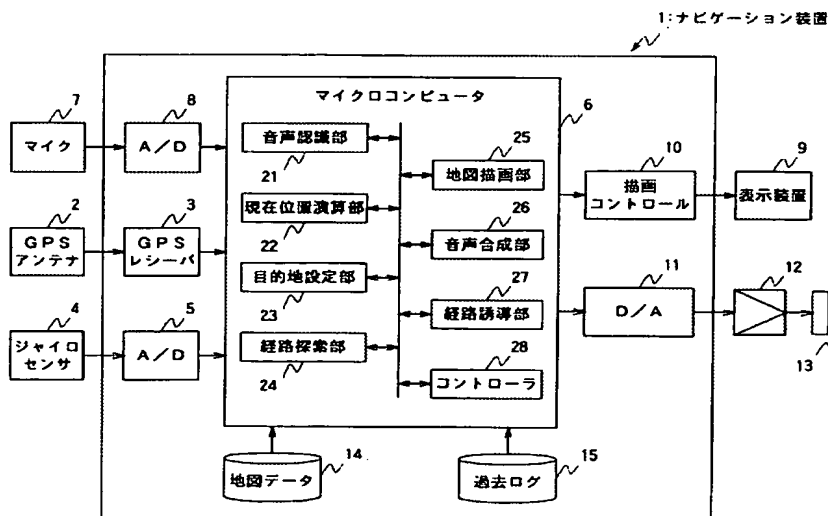 1:ナビゲーション装置
7
8
マイクロコンピュータ
6
マイク
A/D
音声認識部
21
25
地図描画部
10
9
描画
コントロール
表示装置
2
3
現在位置演算部
22
26
音声合成部
GPS
アンテナ
GPS
レシーバ
目的地設定部
23
27
経路誘導部
11
12
D/A
13
4
5
ジャイロ
センサ
A/D
経路探索部
24
28
コントローラ
14
地図データ
15
過去ログ